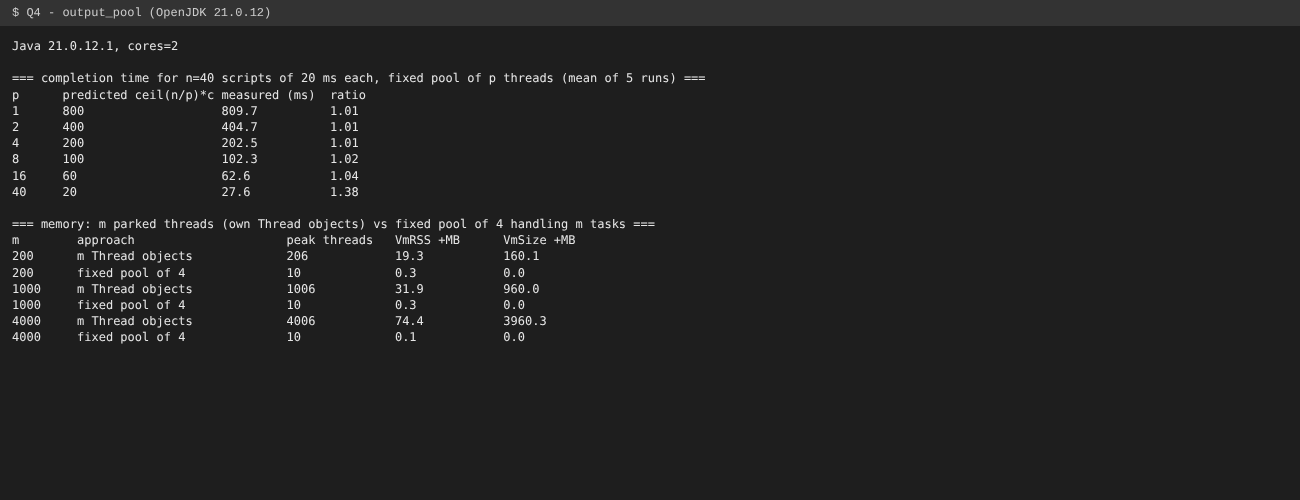 $ Q4 - output_pool (OpenJDK 21.0.12)
Java 21.0.12.1, cores=2
=== completion time for n=40 scripts of 20 ms each, fixed pool of p threads (mean of 5 runs) ===
p predicted ceil(n/p)*c measured (ms) ratio
1 800 809.7 1.01
2 400 404.7 1.01
4 200 202.5 1.01
8 100 102.3 1.02
16 60 62.6 1.04
40 20 27.6 1.38
=== memory: m parked threads (own Thread objects) vs fixed pool of 4 handling m tasks ===
m approach peak threads VmRSS +MB VmSize +MB
200 m Thread objects 206 19.3 160.1
200 fixed pool of 4 10 0.3 0.0
1000 m Thread objects 1006 31.9 960.0
1000 fixed pool of 4 10 0.3 0.0
4000 m Thread objects 4006 74.4 3960.3
4000 fixed pool of 4 10 0.1 0.0